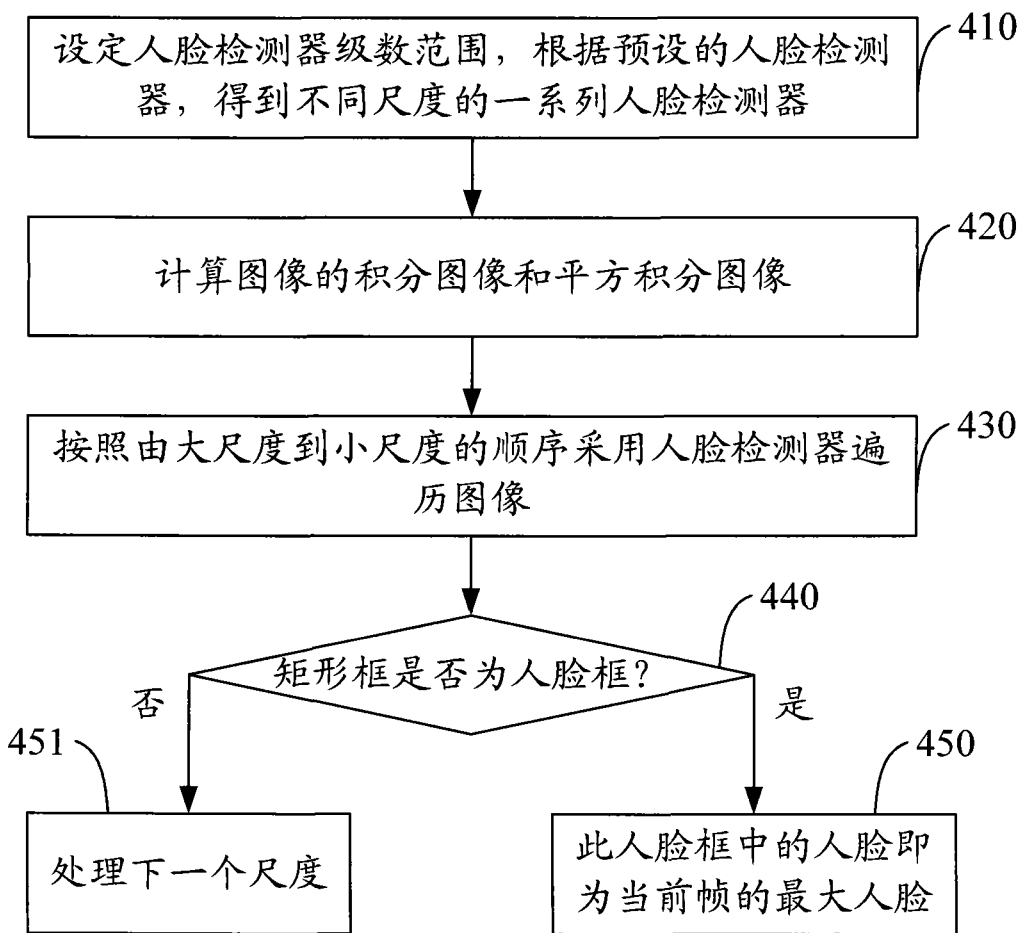 410
设定人脸检测器级数范围，根据预设的人脸检测
器，得到不同尺度的一系列人脸检测器
420
计算图像的积分图像和平方积分图像
430
按照由大尺度到小尺度的顺序采用人脸检测器遍
历图像
440
矩形框是否为人脸框？
否
是
451
450
处理下一个尺度
此人脸框中的人脸即
为当前帧的最大人脸